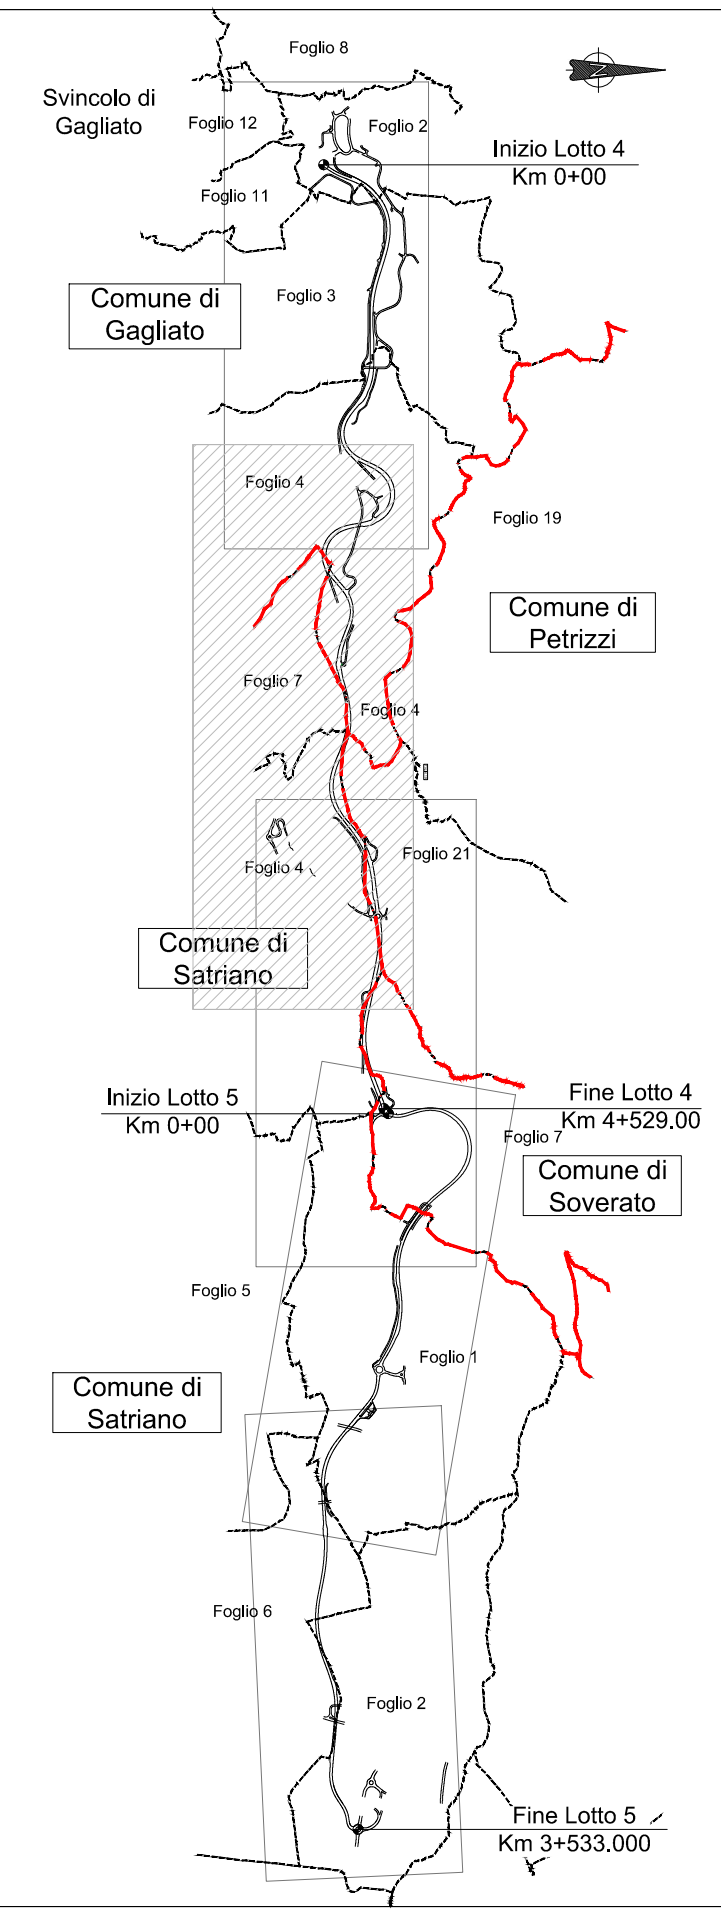 Foglio 8
N
Svincolo di
Gagliato
Foglio 12
Foglio 2
Inizio Lotto 4
Km 0+00
Foglio 11
Foglio 3
Comune di
Gagliato
Foglio 4
Foglio 19
Comune di
Petrizzi
Foglio 7
Foglio 4
Foglio 21
Foglio 4
Comune di
Satriano
Inizio Lotto 5
Km 0+00
Fine Lotto 4
Km 4+529.00
Foglio 7
Comune di
Soverato
Foglio 5
Foglio 1
Comune di
Satriano
Foglio 6
Foglio 2
Fine Lotto 5
Km 3+533.000